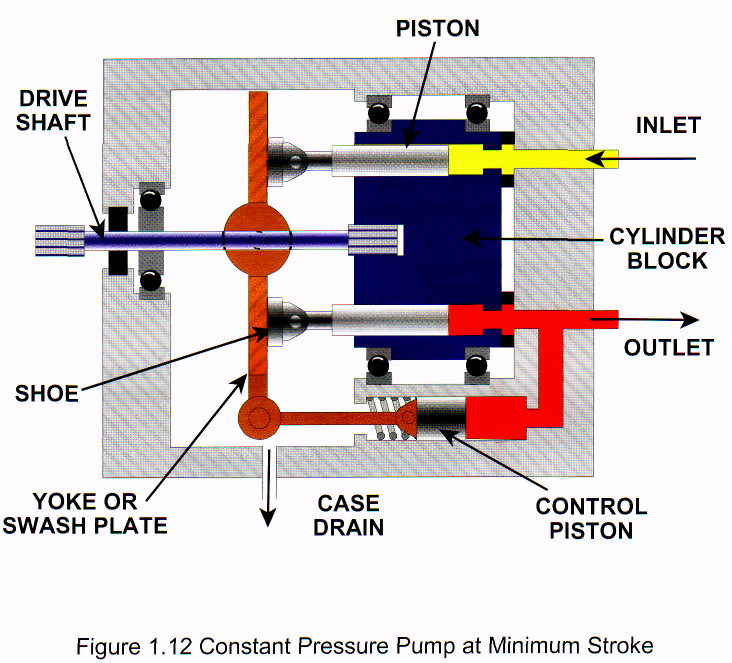 PISTON
DRIVE
SHAFT
INLET
CYLINDER
BLOCK
OUTLET
SHOE
YOKE OR
SWASH PLATE
CASE
DRAIN
CONTROL
PISTON
Figure 1.12 Constant Pressure Pump at Minimum Stroke